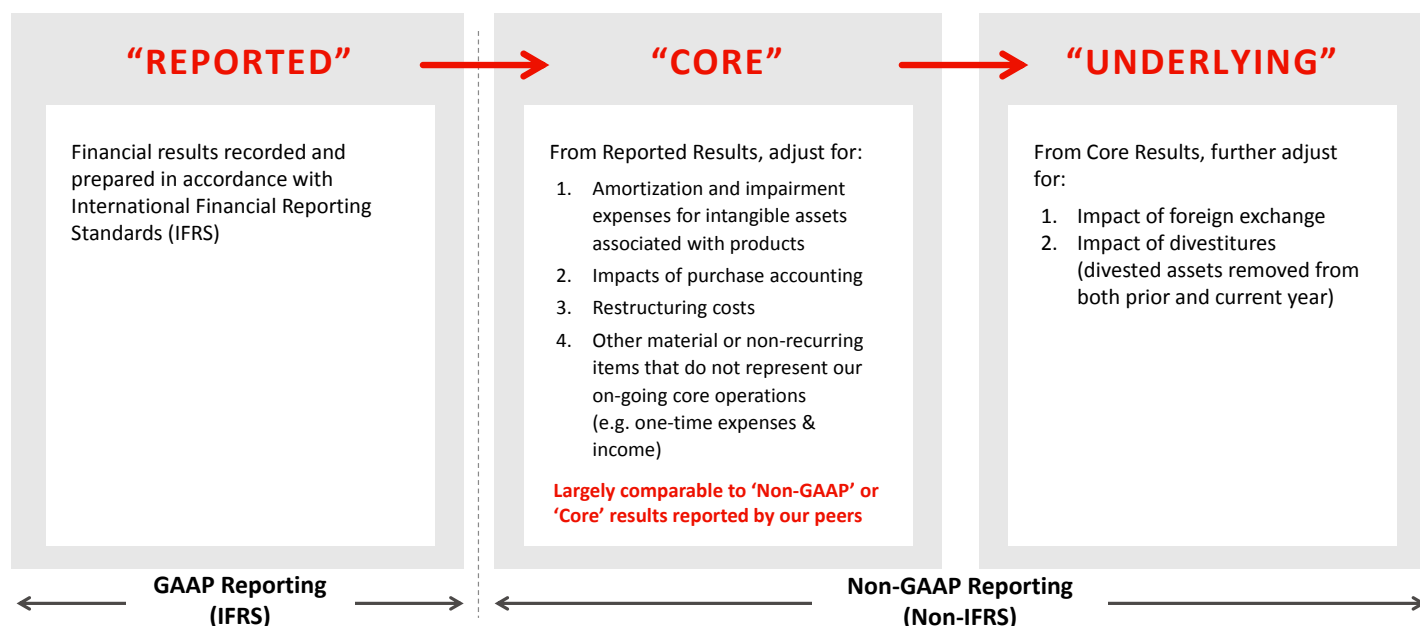 “REPORTED”
Financial results recorded and
prepared in accordance with
International Financial Reporting
Standards (IFRS)
“CORE”
From Reported Results, adjust for:
1. Amortization and impairment
expenses for intangible assets
associated with products
2. Impacts of purchase accounting
3. Restructuring costs
4. Other material or non-recurring
items that do not represent our
on-going core operations
(e.g. one-time expenses &
income)
Largely comparable to ‘Non-GAAP’ or
‘Core’ results reported by our peers
“UNDERLYING”
From Core Results, further adjust
for:
1. Impact of foreign exchange
2. Impact of divestitures
(divested assets removed from
both prior and current year)
GAAP Reporting
(IFRS)
Non-GAAP Reporting
(Non-IFRS)